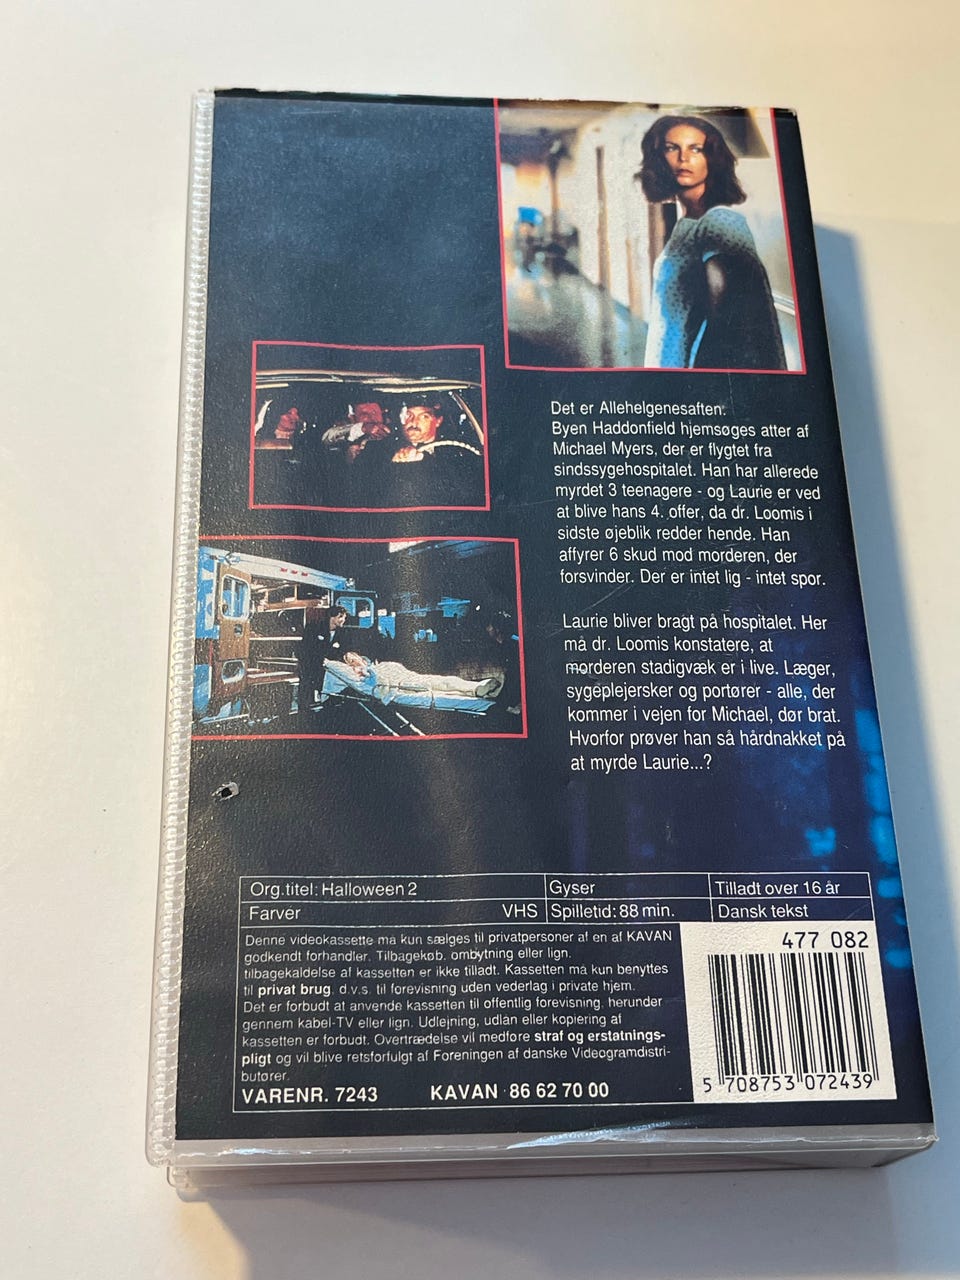 Det er Allehelgenesaften.
Byen Haddonfield hjemsøges atter af
Michael Myers, der er flygtet fra
sindssygehospitalet. Han har allerede
myrdet 3 teenagere - og Laurie er ved
at blive hans 4. offer, da dr. Loomis i
sidste øjeblik redder hende. Han
affyrer 6 skud mod morderen, der
forsvinder. Der er intet lig - intet spor.
Laurie bliver bragt på hospitalet. Her
må dr. Loomis konstatere, at
morderen stadigvæk er i live. Læger,
sygeplejersker og portører - alle, der
kommer i vejen for Michael, dør brat.
Hvorfor prøver han så hårdnakket på
at myrde Laurie...?
Org.titel: Halloween 2 Gyser Tilladt over 16 år
Farver VHS Spilletid: 88 min. Dansk tekst
Denne videokassette må kun sælges til privatpersoner af en af KAVAN
godkendt forhandler. Tilbagekøb, ombytning eller lign.
tilbagekaldelse af kassetten er ikke tilladt. Kassetten må kun benyttes
til privat brug, d.v.s. til forevisning uden vederlag i private hjem.
Det er forbudt at anvende kassetten til offentlig forevisning, herunder
gennem kabel-TV eller lign. Udlejning, udlån eller kopiering af
kassetten er forbudt. Overtrædelse vil medføre straf og erstatnings-
pligt og vil blive retsforfulgt af Foreningen af danske Videogramdistri-
butører.
VARENR. 7243 KAVAN · 86 62 70 00
477 082
5 708753 072439